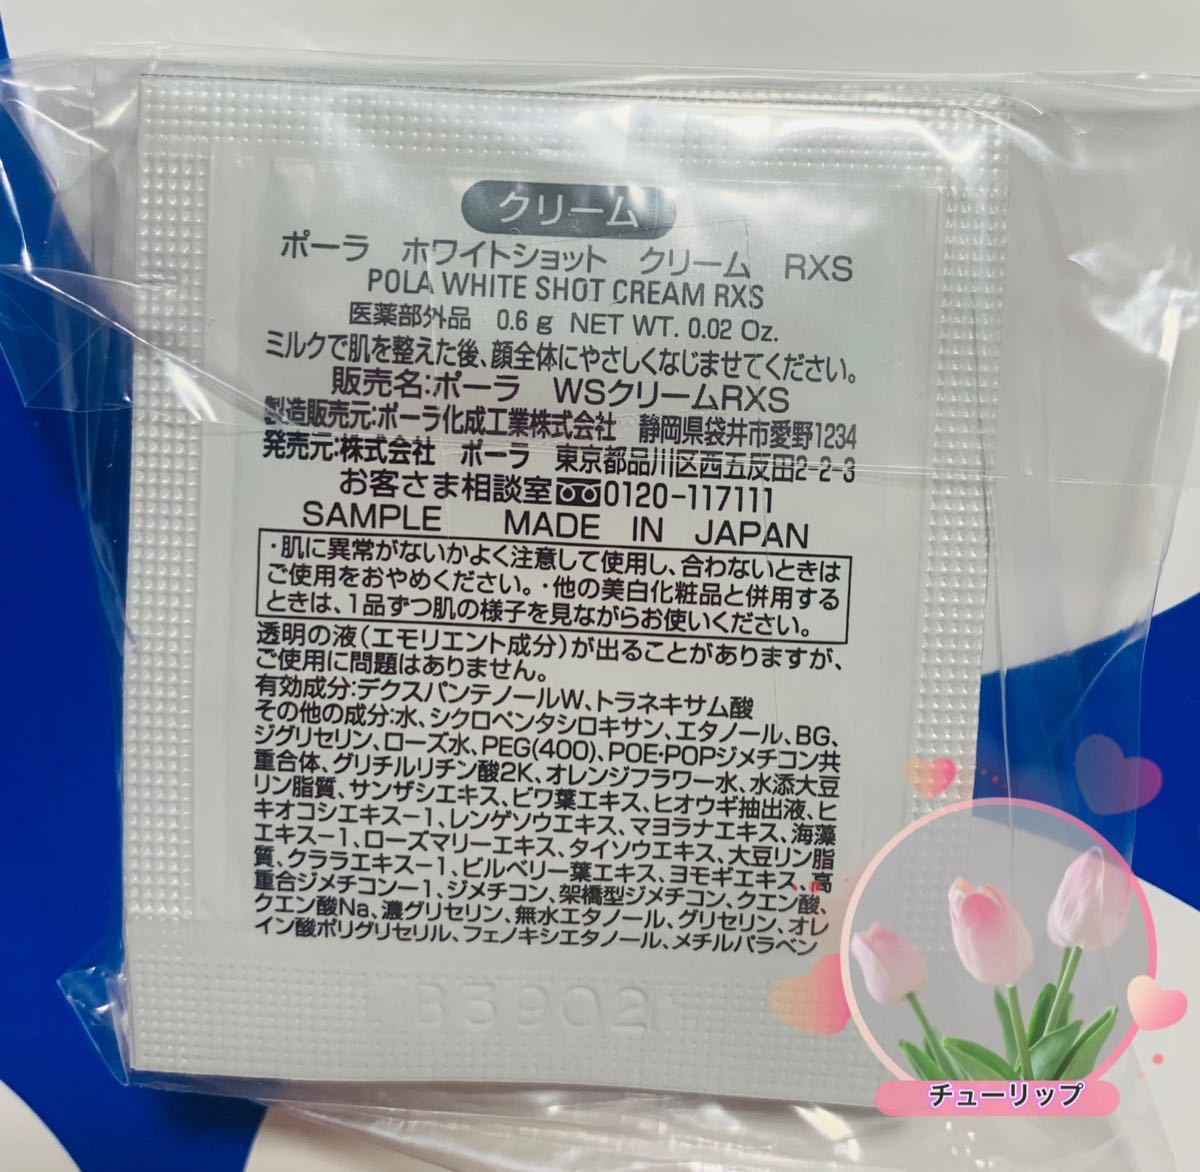 クリーム
ポーラ ホワイトショット クリーム RXS
POLA WHITE SHOT CREAM RXS
医薬部外品 0.6 g NET WT. 0.02 Oz.
ミルクで肌を整えた後、顔全体にやさしくなじませてください。
販売名:ポーラ WSクリームRXS
製造販売元:ポーラ化成工業株式会社 静岡県袋井市愛野1234
発売元:株式会社 ポーラ 東京都品川区西五反田2-2-3
お客さま相談室 0120-117111
SAMPLE MADE IN JAPAN
・肌に異常がないかよく注意して使用し、合わないときは
ご使用をおやめください。・他の美白化粧品と併用する
ときは、1品ずつ肌の様子を見ながらお使いください。
透明の液(エモリエント成分)が出ることがありますが、
ご使用に問題はありません。
有効成分:デクスパンテノールW、トラネキサム酸
その他の成分:水、シクロペンタシロキサン、エタノール、BG、
ジグリセリン、ローズ水、PEG(400)、POE・POPジメチコン共
重合体、グリチルリチン酸2K、オレンジフラワー水、水添大豆
リン脂質、サンザシエキス、ビワ葉エキス、ヒオウギ抽出液、ヒ
キオコシエキス-1、レンゲソウエキス、マヨラナエキス、海藻
エキス-1、ローズマリーエキス、タイソウエキス、大豆リン脂
質、クララエキス-1、ビルベリー葉エキス、ヨモギエキス、高
重合ジメチコン-1、ジメチコン、架橋型ジメチコン、クエン酸、
クエン酸Na、濃グリセリン、無水エタノール、グリセリン、オレ
イン酸ポリグリセリル、フェノキシエタノール、メチルパラベン
33902
チューリップ